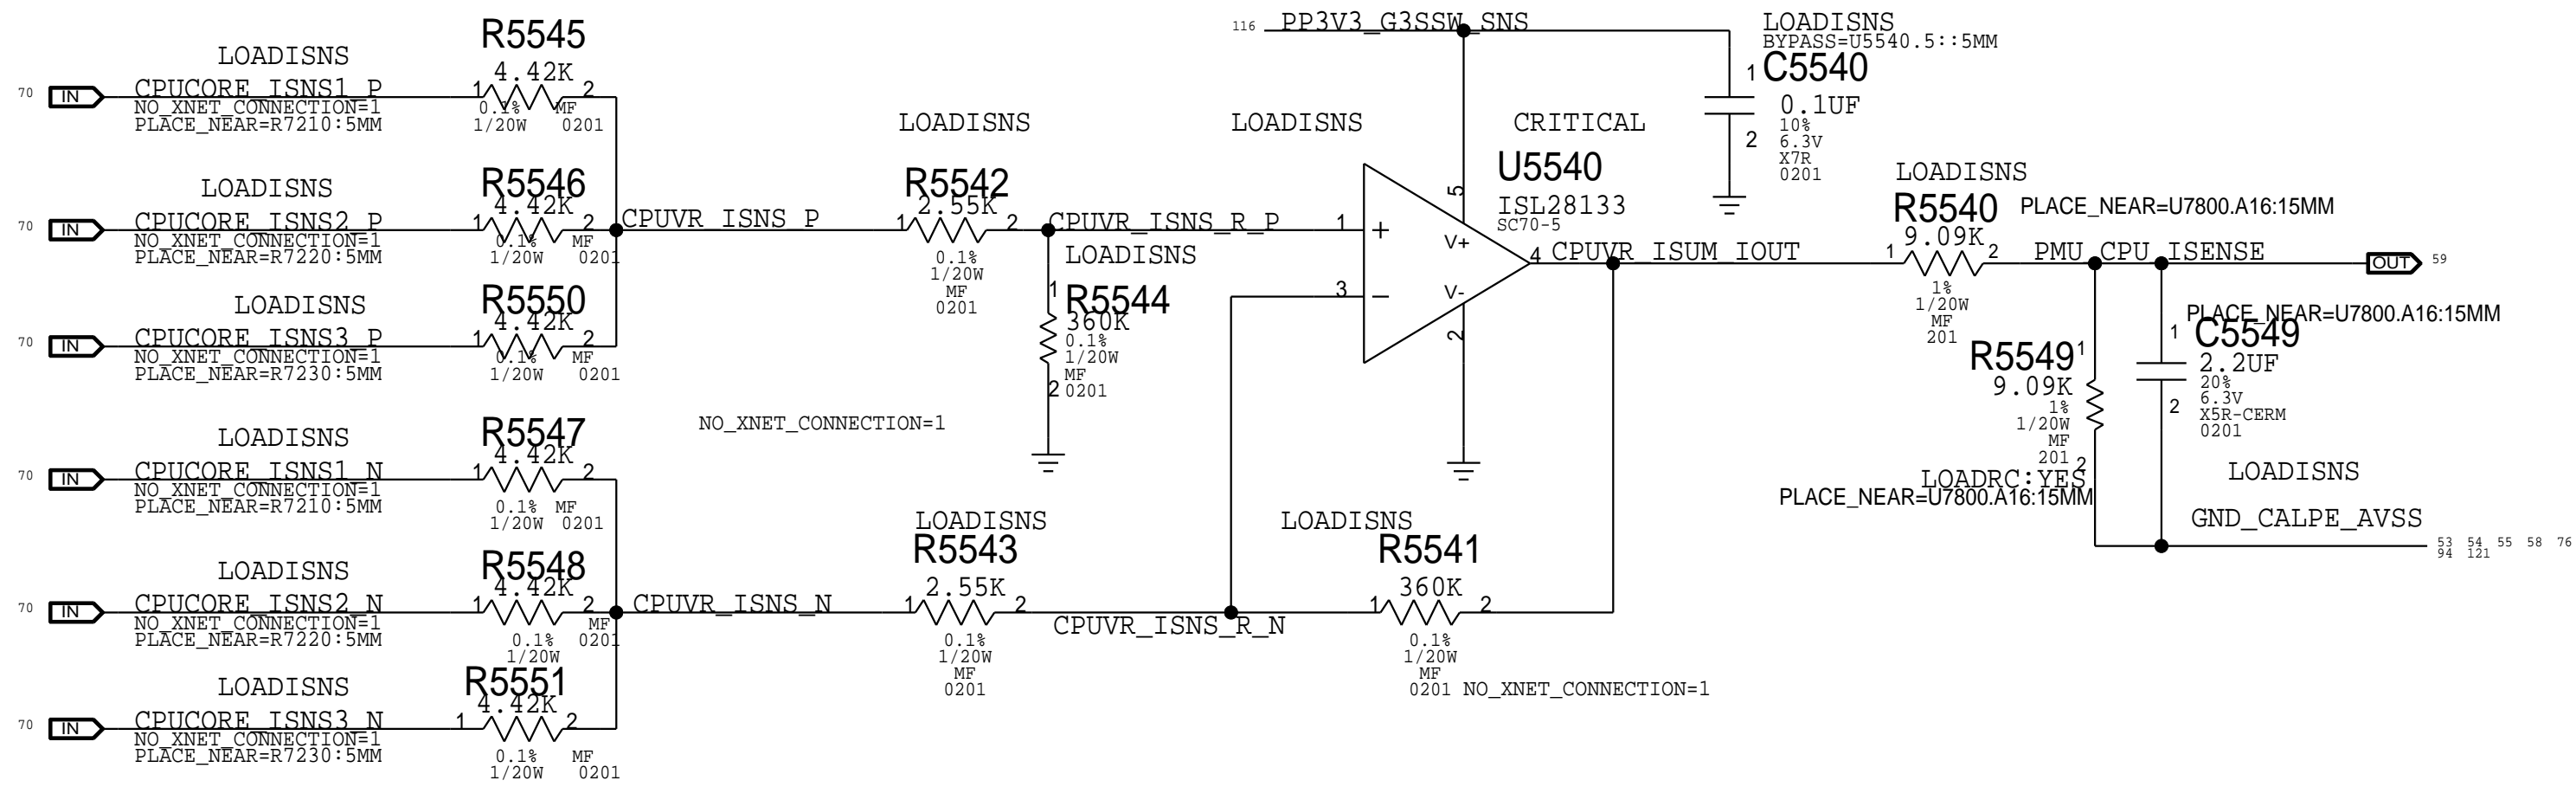 LOADISNS
R5545
4.42K
70 IN CPUCORE_ISNS1_P 1 2
NO_XNET_CONNECTION=1
PLACE_NEAR=R7210:5MM
0.1% MF
1/20W 0201
LOADISNS
R5546
4.42K
70 IN CPUCORE_ISNS2_P 1 2
NO_XNET_CONNECTION=1
PLACE_NEAR=R7220:5MM
0.1% MF
1/20W 0201
LOADISNS
R5550
4.42K
70 IN CPUCORE_ISNS3_P 1 2
NO_XNET_CONNECTION=1
PLACE_NEAR=R7230:5MM
0.1% MF
1/20W 0201
LOADISNS
R5547
4.42K
70 IN CPUCORE_ISNS1_N 1 2
NO_XNET_CONNECTION=1
PLACE_NEAR=R7210:5MM
0.1% MF
1/20W 0201
LOADISNS
R5548
4.42K
70 IN CPUCORE_ISNS2_N 1 2
NO_XNET_CONNECTION=1
PLACE_NEAR=R7220:5MM
0.1% MF
1/20W 0201
LOADISNS
R5551
4.42K
70 IN CPUCORE_ISNS3_N 1 2
NO_XNET_CONNECTION=1
PLACE_NEAR=R7230:5MM
0.1% MF
1/20W 0201
CPUVR_ISNS_P
LOADISNS
R5542
2.55K
1 2
0.1%
1/20W
MF
0201
CPUVR_ISNS_R_P
LOADISNS
1
R5544
360K
0.1%
1/20W
MF
2 0201
NO_XNET_CONNECTION=1
CPUVR_ISNS_N
LOADISNS
R5543
2.55K
1 2
0.1%
1/20W
MF
0201
CPUVR_ISNS_R_N
LOADISNS
R5541
360K
1 2
0.1%
1/20W
MF
0201 NO_XNET_CONNECTION=1
116 PP3V3_G3SSW_SNS
LOADISNS
BYPASS=U5540.5::5MM
1 C5540
0.1UF
10%
2 6.3V
X7R
0201
LOADISNS CRITICAL
U5540
ISL28133
SC70-5
5
1 +
V+
4
3 −
V-
2
CPUVR_ISUM_IOUT
LOADISNS
R5540 PLACE_NEAR=U7800.A16:15MM
9.09K
1 2
1%
1/20W
MF
201
PMU_CPU_ISENSE OUT 59
PLACE_NEAR=U7800.A16:15MM
1 C5549
2.2UF
20%
2 6.3V
X5R-CERM
0201
LOADISNS
R5549 1
9.09K
1%
1/20W
MF
201 2
LOADRC:YES
PLACE_NEAR=U7800.A16:15MM
GND_CALPE_AVSS
53 54 55 58 76
94 121